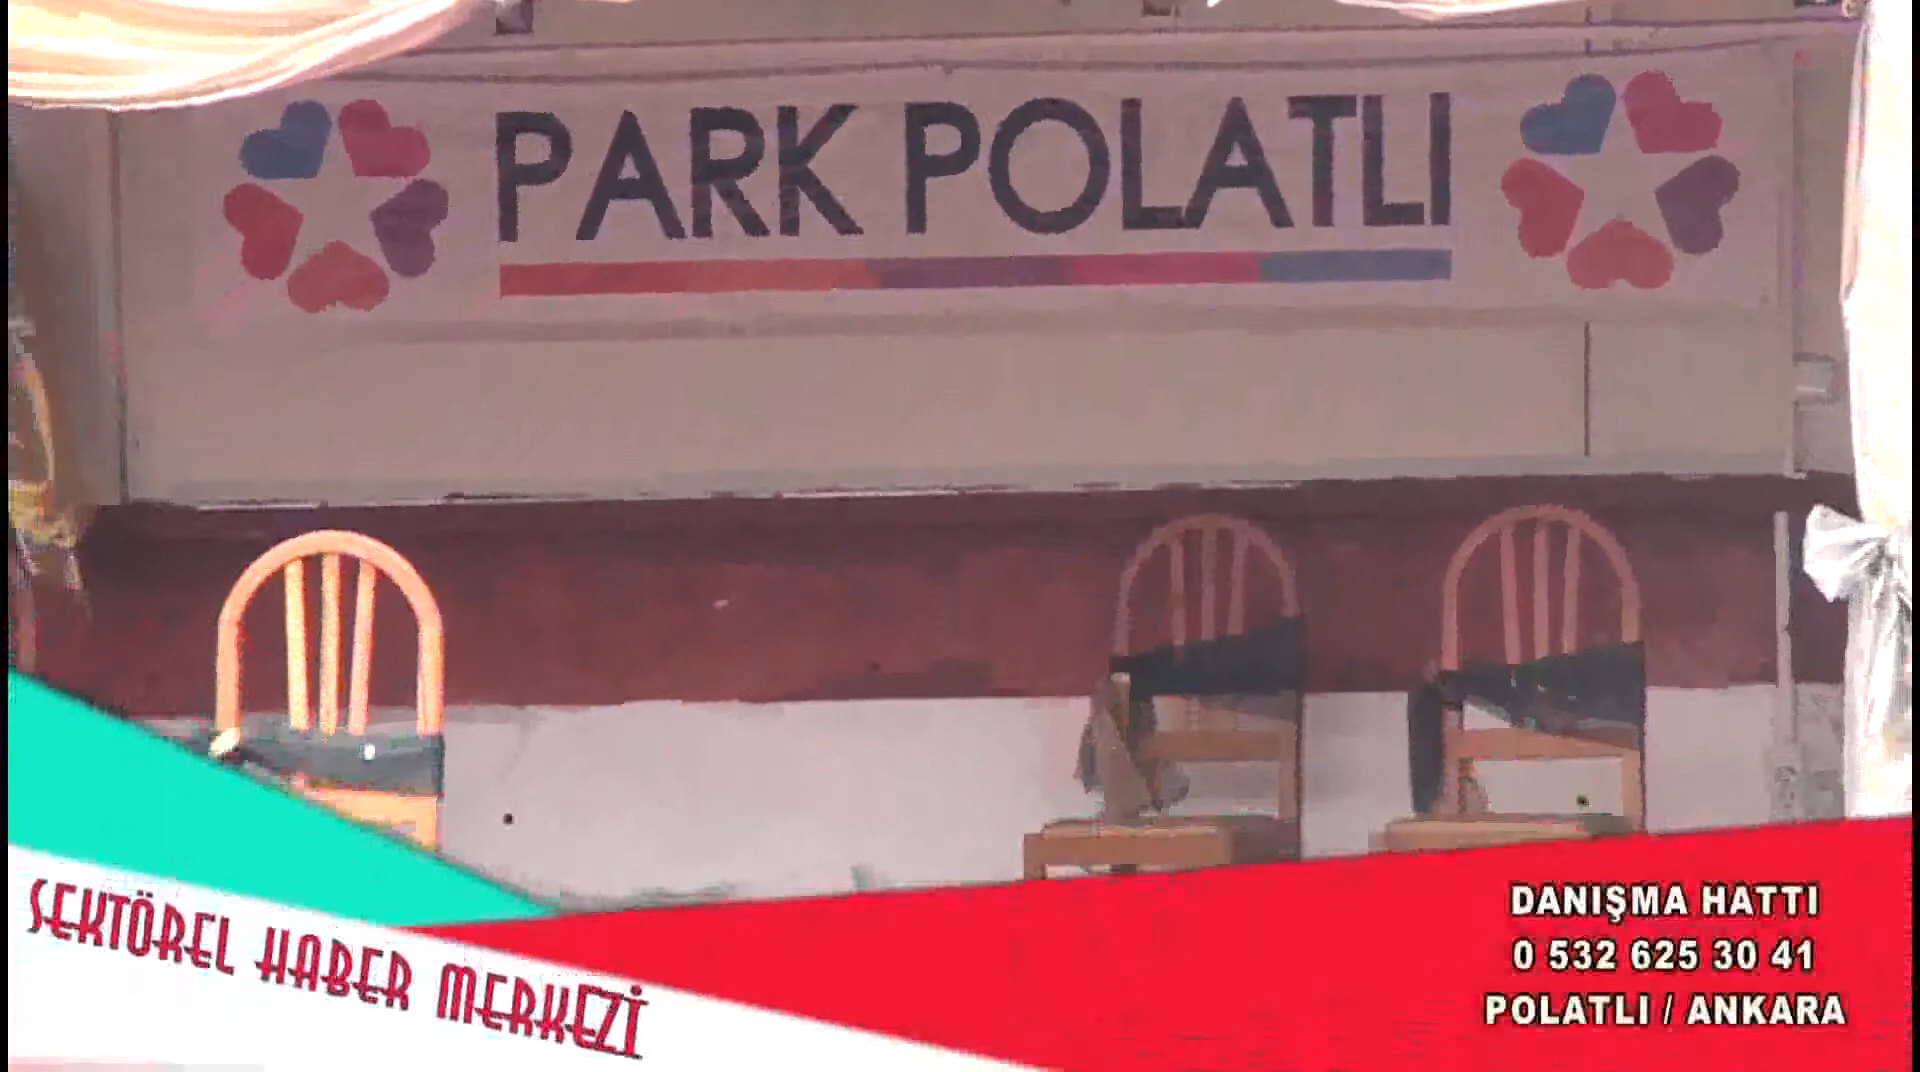 PARK POLATLI
SEKTÖREL HABER MERKEZİ
DANIŞMA HATTI
0 532 625 30 41
POLATLI / ANKARA